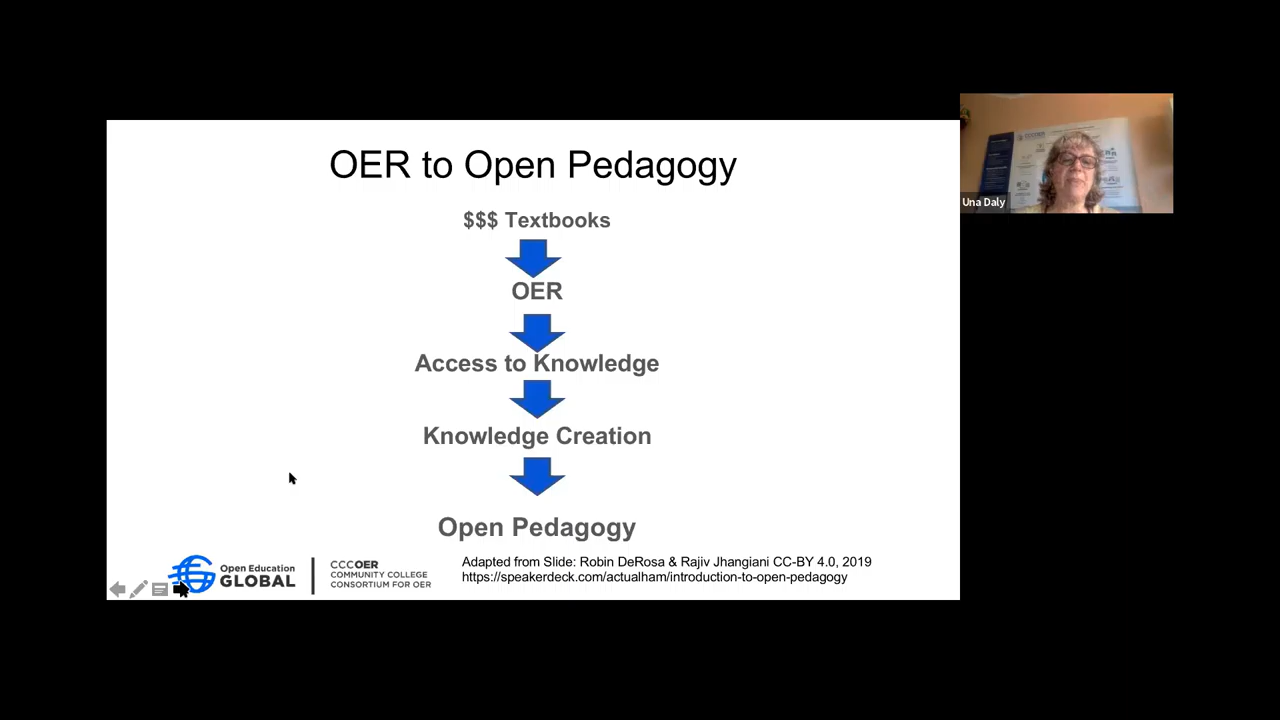 OER to Open Pedagogy
$$$ Textbooks
OER
Access to Knowledge
Knowledge Creation
Open Pedagogy
Open Education
GLOBAL
CCCOER
COMMUNITY COLLEGE
CONSORTIUM FOR OER
Adapted from Slide: Robin DeRosa & Rajiv Jhangiani CC-BY 4.0, 2019
https://speakerdeck.com/actualham/introduction-to-open-pedagogy
Una Daly
CCCOER